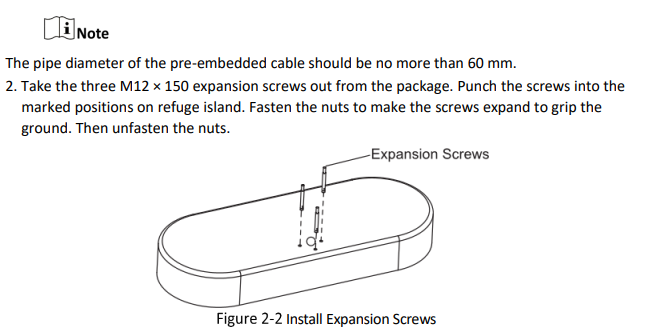 Note
The pipe diameter of the pre-embedded cable should be no more than 60 mm.
2. Take the three M12 × 150 expansion screws out from the package. Punch the screws into the
marked positions on refuge island. Fasten the nuts to make the screws expand to grip the
ground. Then unfasten the nuts.
Expansion Screws
Figure 2-2 Install Expansion Screws